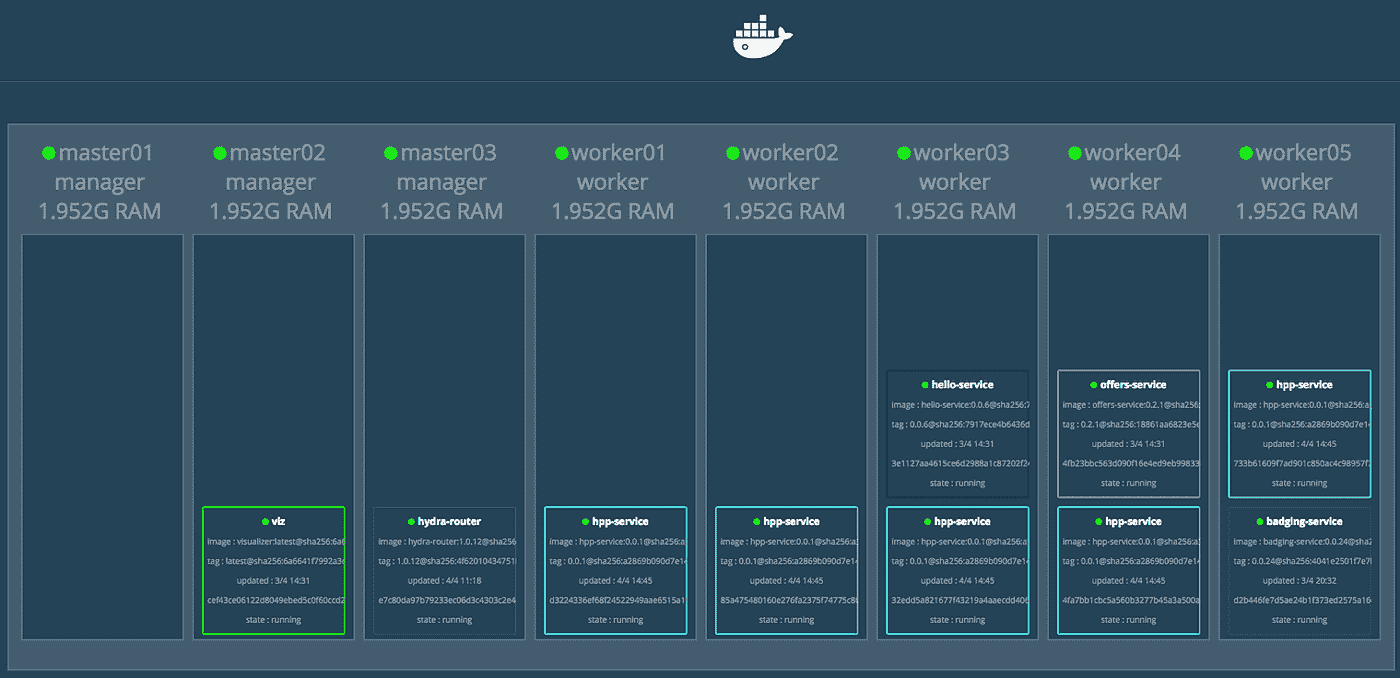 master01
manager
1.952G RAM
master02
manager
1.952G RAM
master03
manager
1.952G RAM
worker01
worker
1.952G RAM
worker02
worker
1.952G RAM
worker03
worker
1.952G RAM
worker04
worker
1.952G RAM
worker05
worker
1.952G RAM
viz
image : visualizer:latest@sha256:6a6
tag : latest@sha256:6a6641f7992a3
updated : 3/4 14:31
cef43ce06122d8049ebed5c0f60ccd2
state : running
hydra-router
image : hydra-router:1.0.12@sha256
tag : 1.0.12@sha256:4f62010434751
updated : 4/4 11:18
e7c80da97b79233ec06d3c4303c2e4
state : running
hpp-service
image : hpp-service:0.0.1@sha256:a
tag : 0.0.1@sha256:a2869b090d7e14
updated : 4/4 14:45
d3224336ef68f24522949aae6515a1
state : running
hpp-service
image : hpp-service:0.0.1@sha256:a
tag : 0.0.1@sha256:a2869b090d7e14
updated : 4/4 14:45
85a475480160e276fa2375f74775c8
state : running
hello-service
image : hello-service:0.0.6@sha256:7
tag : 0.0.6@sha256:7917ece4b6436d
updated : 3/4 14:31
3e1127aa4615ce6d2988a1c87202f24
state : running
hpp-service
image : hpp-service:0.0.1@sha256:a
tag : 0.0.1@sha256:a2869b090d7e14
updated : 4/4 14:45
32edd5a821677f43219a4aaecdd406
state : running
offers-service
image : offers-service:0.2.1@sha256:
tag : 0.2.1@sha256:18861aa6823e5e
updated : 3/4 14:31
4fb23bbc563d090f16e4ed9eb99833
state : running
hpp-service
image : hpp-service:0.0.1@sha256:a
tag : 0.0.1@sha256:a2869b090d7e14
updated : 4/4 14:45
4fa7bb1cbc5a560b3277b45a3a500a
state : running
hpp-service
image : hpp-service:0.0.1@sha256:a
tag : 0.0.1@sha256:a2869b090d7e14
updated : 4/4 14:45
733b61609f7ad901c850ac4c98957f
state : running
badging-service
image : badging-service:0.0.24@sha2
tag : 0.0.24@sha256:4041e2501f7e7
updated : 3/4 20:32
d2b446fe7d5ae24b1f373ed2575a16
state : running